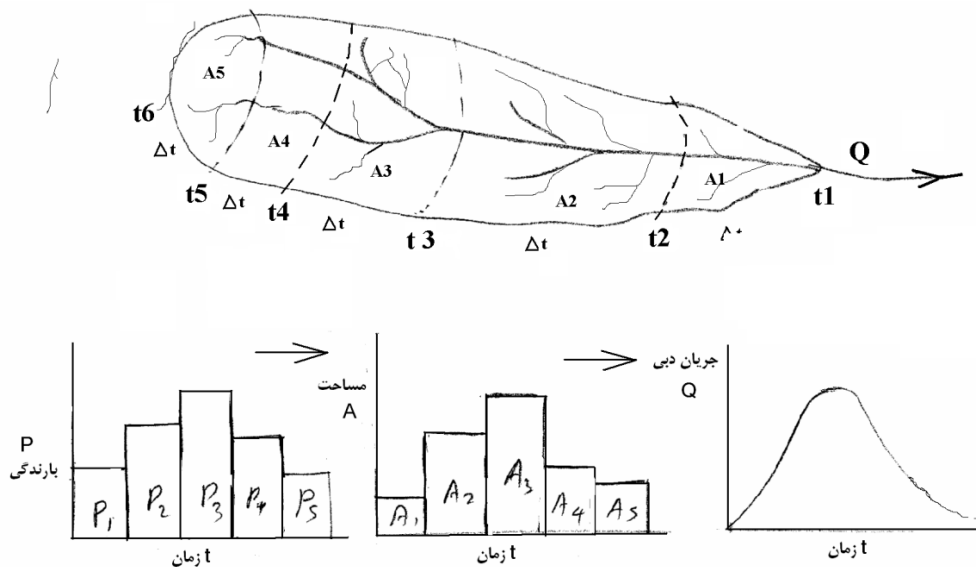 A5
t6
Δt
A4
A3
t5
Δt
t4
Δt
t 3
A2
Δt
t2
A1
t1
Q
P
بارندگی
P1
P2
P3
P4
P5
زمان t
مساحت
A
A1
A2
A3
A4
A5
زمان t
جریان دبی
Q
زمان t